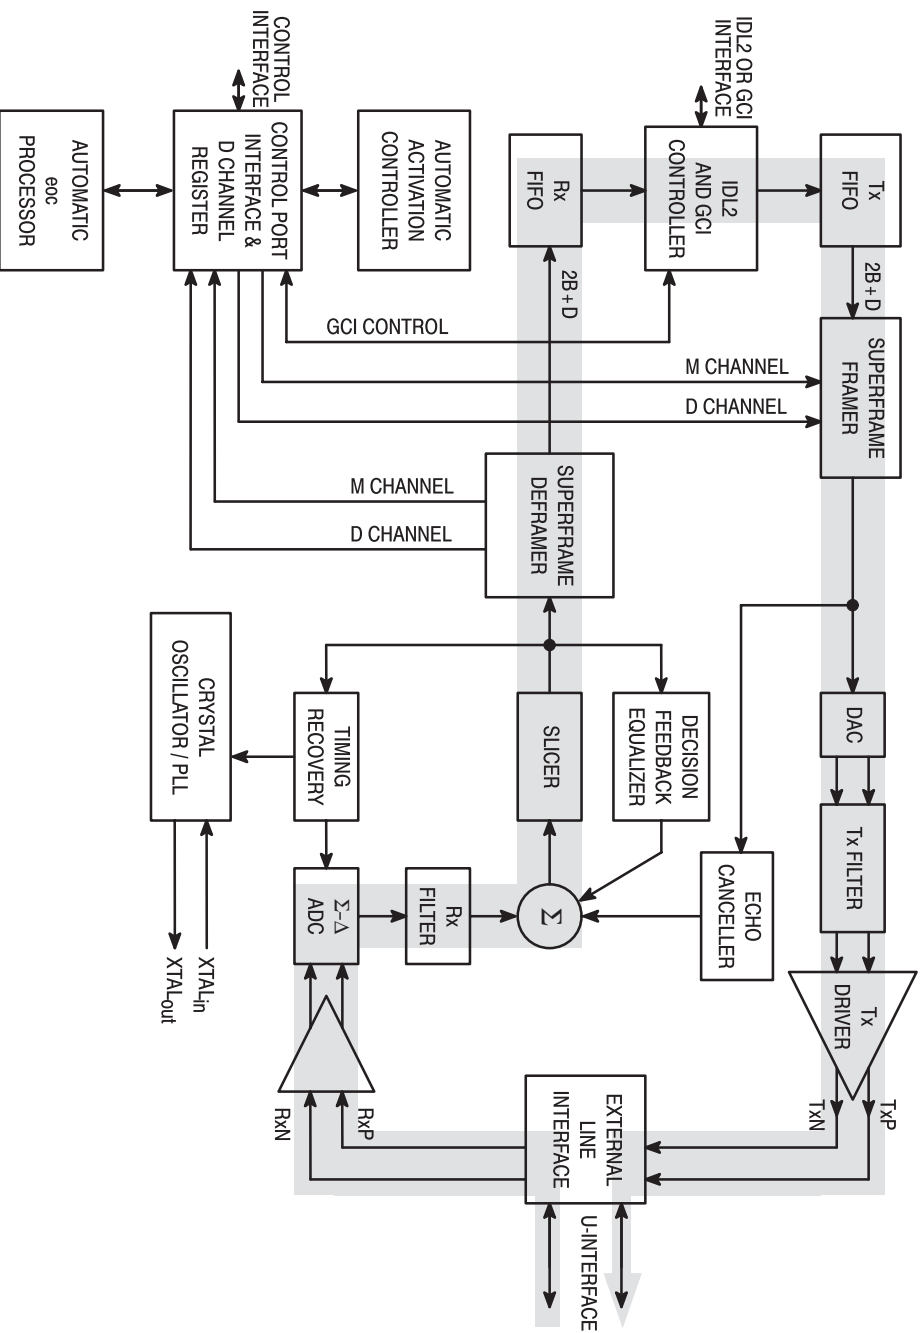 IDL2 OR GCI
INTERFACE
CONTROL
INTERFACE
Tx
FIFO
2B + D
SUPERFRAME
FRAMER
DAC
Tx FILTER
Tx
DRIVER
TxP
TxN
IDL2
AND GCI
CONTROLLER
Rx
FIFO
2B + D
SUPERFRAME
DEFRAMER
SLICER
Σ
DECISION
FEEDBACK
EQUALIZER
ECHO
CANCELLER
EXTERNAL
LINE
INTERFACE
U-INTERFACE
AUTOMATIC
ACTIVATION
CONTROLLER
GCI CONTROL
M CHANNEL
D CHANNEL
M CHANNEL
D CHANNEL
CONTROL PORT
INTERFACE &
D CHANNEL
REGISTER
AUTOMATIC
eoc
PROCESSOR
TIMING
RECOVERY
Σ–Δ
ADC
Rx
FILTER
RxP
RxN
CRYSTAL
OSCILLATOR / PLL
XTALin
XTALout